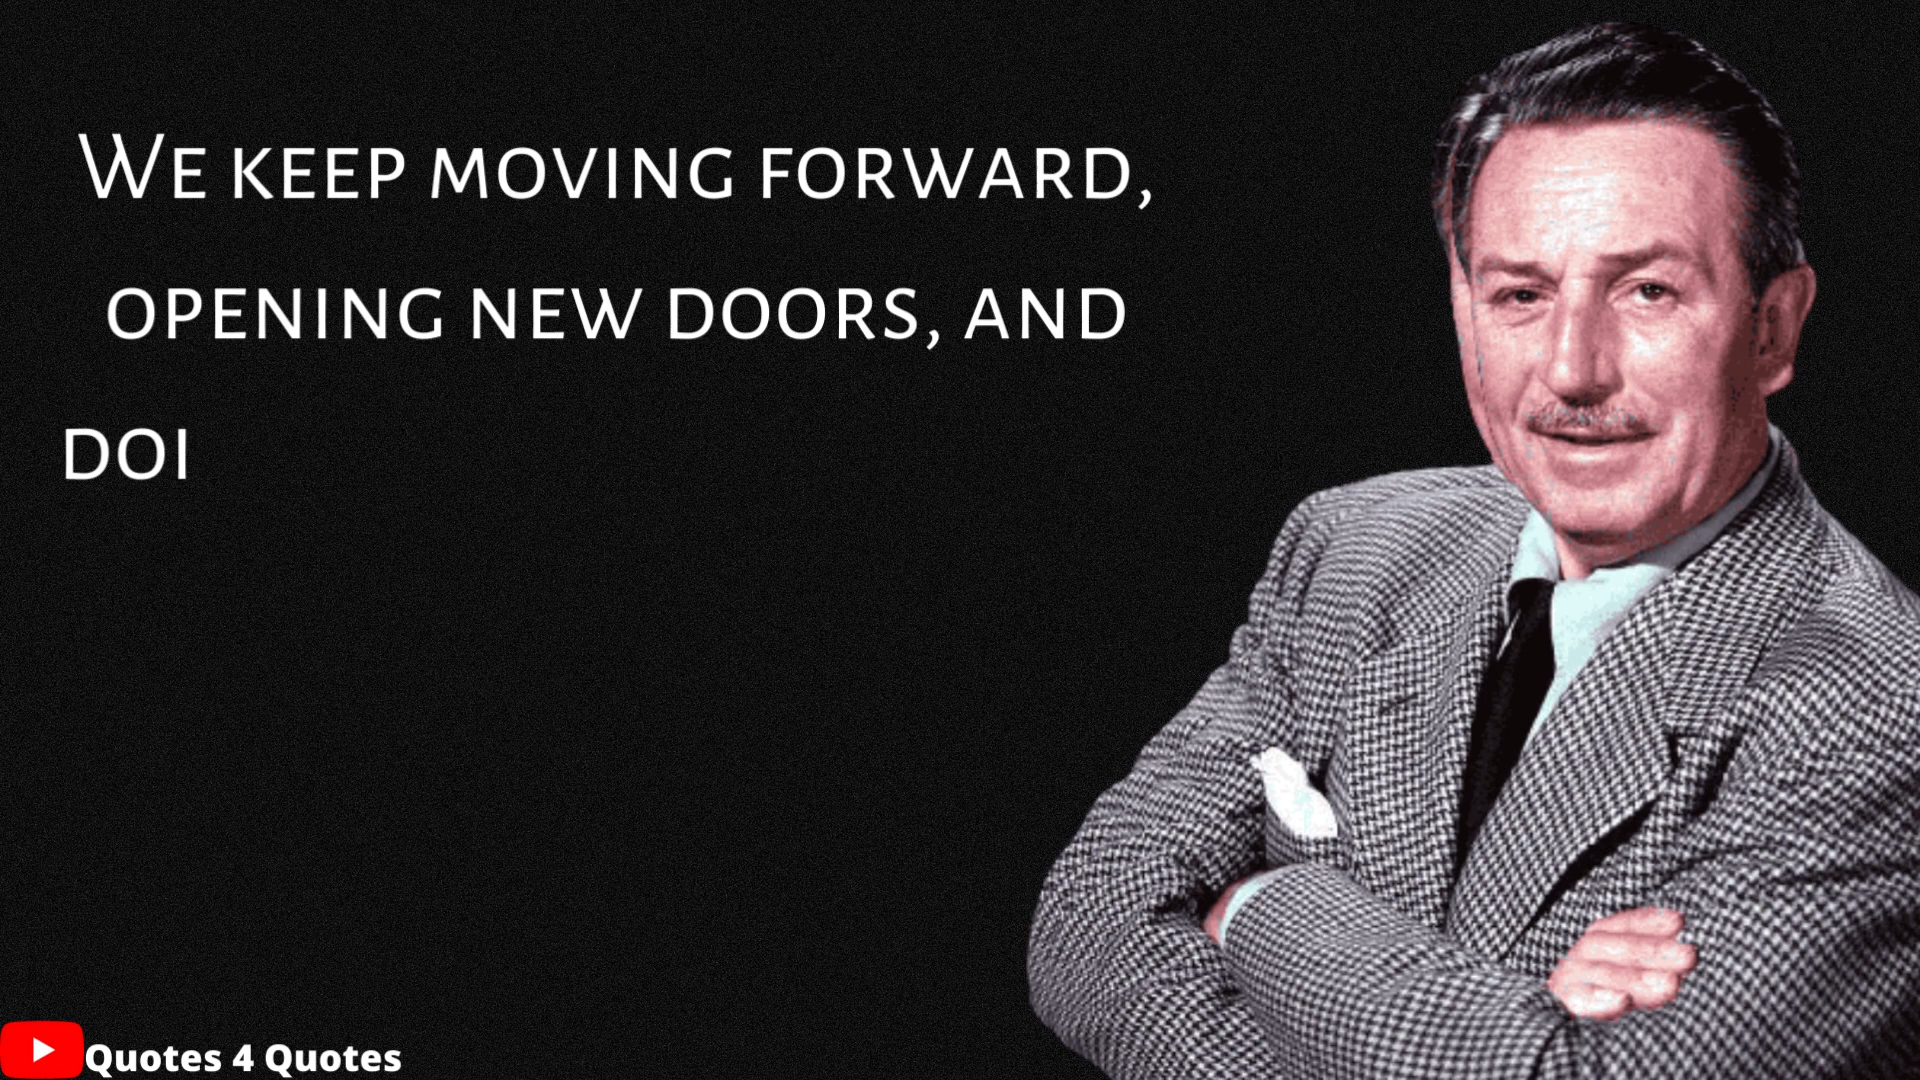 We keep moving forward,
opening new doors, and
doi
Quotes 4 Quotes